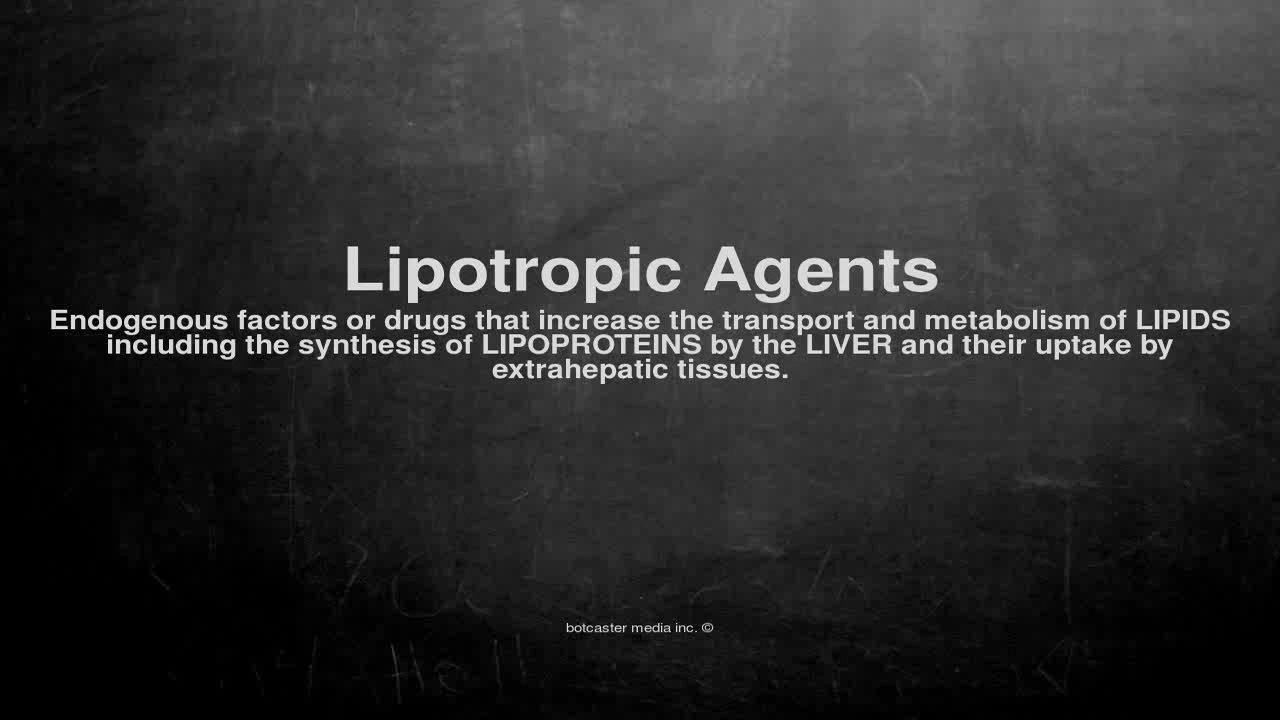 Lipotropic Agents
Endogenous factors or drugs that increase the transport and metabolism of LIPIDS
including the synthesis of LIPOPROTEINS by the LIVER and their uptake by
extrahepatic tissues.
botcaster media inc. ©